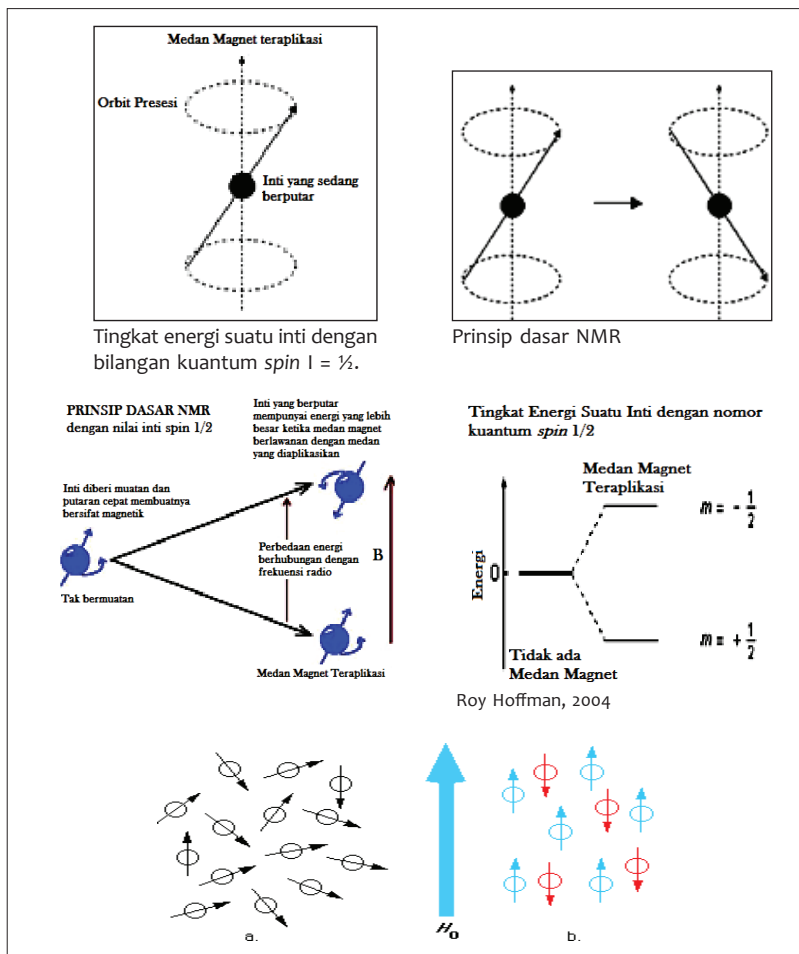 Medan Magnet teraplikasi
Orbit Presesi
Inti yang sedang
berputar
Tingkat energi suatu inti dengan
bilangan kuantum spin I = ½.
Prinsip dasar NMR
PRINSIP DASAR NMR
dengan nilai inti spin 1/2
Inti yang berputar
mempunyai energi yang lebih
besar ketika medan magnet
berlawanan dengan medan
yang diaplikasikan
Inti diberi muatan dan
putaran cepat membuatnya
bersifat magnetik
Perbedaan energi
berhubungan dengan
frekuensi radio
B
Tak bermuatan
Medan Magnet Teraplikasi
Tingkat Energi Suatu Inti dengan nomor
kuantum spin 1/2
Medan Magnet
Teraplikasi
m = - 1/2
Energi
0
m = + 1/2
Tidak ada
Medan Magnet
Roy Hoffman, 2004
a.
H0
b.